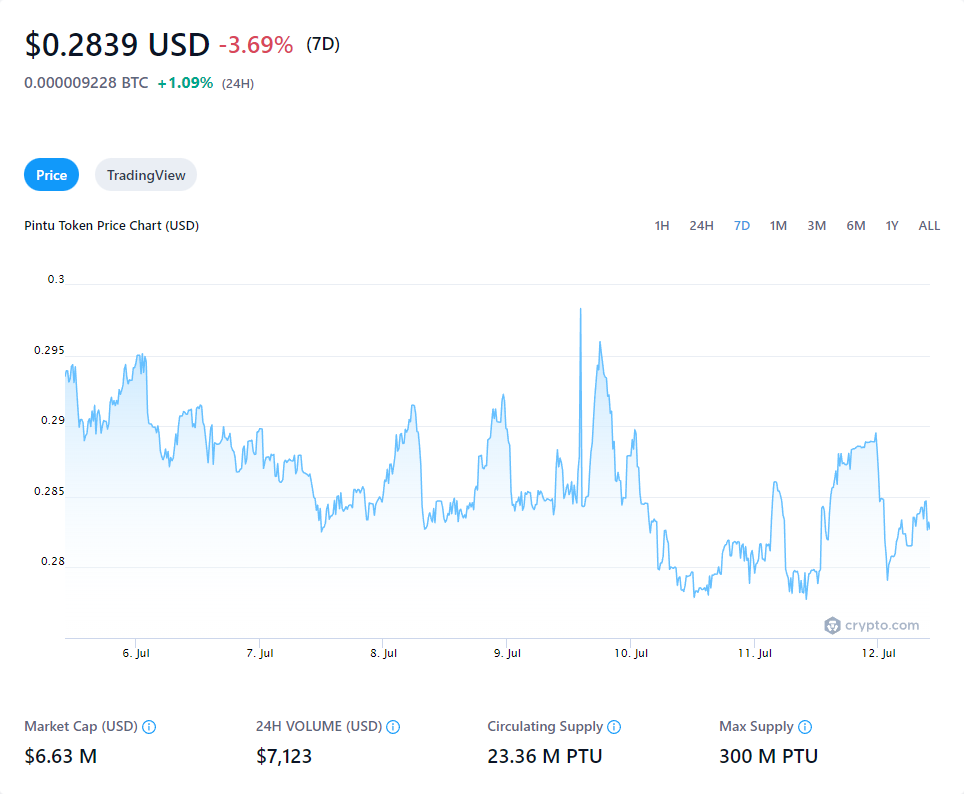 $0.2839 USD -3.69% (7D)
0.000009228 BTC +1.09% (24H)
Price TradingView
Pintu Token Price Chart (USD) 1H 24H 7D 1M 3M 6M 1Y ALL
0.3
0.295
0.29
0.285
0.28
crypto.com
6. Jul 7. Jul 8. Jul 9. Jul 10. Jul 11. Jul 12. Jul
Market Cap (USD) 24H VOLUME (USD) Circulating Supply Max Supply
$6.63 M $7,123 23.36 M PTU 300 M PTU